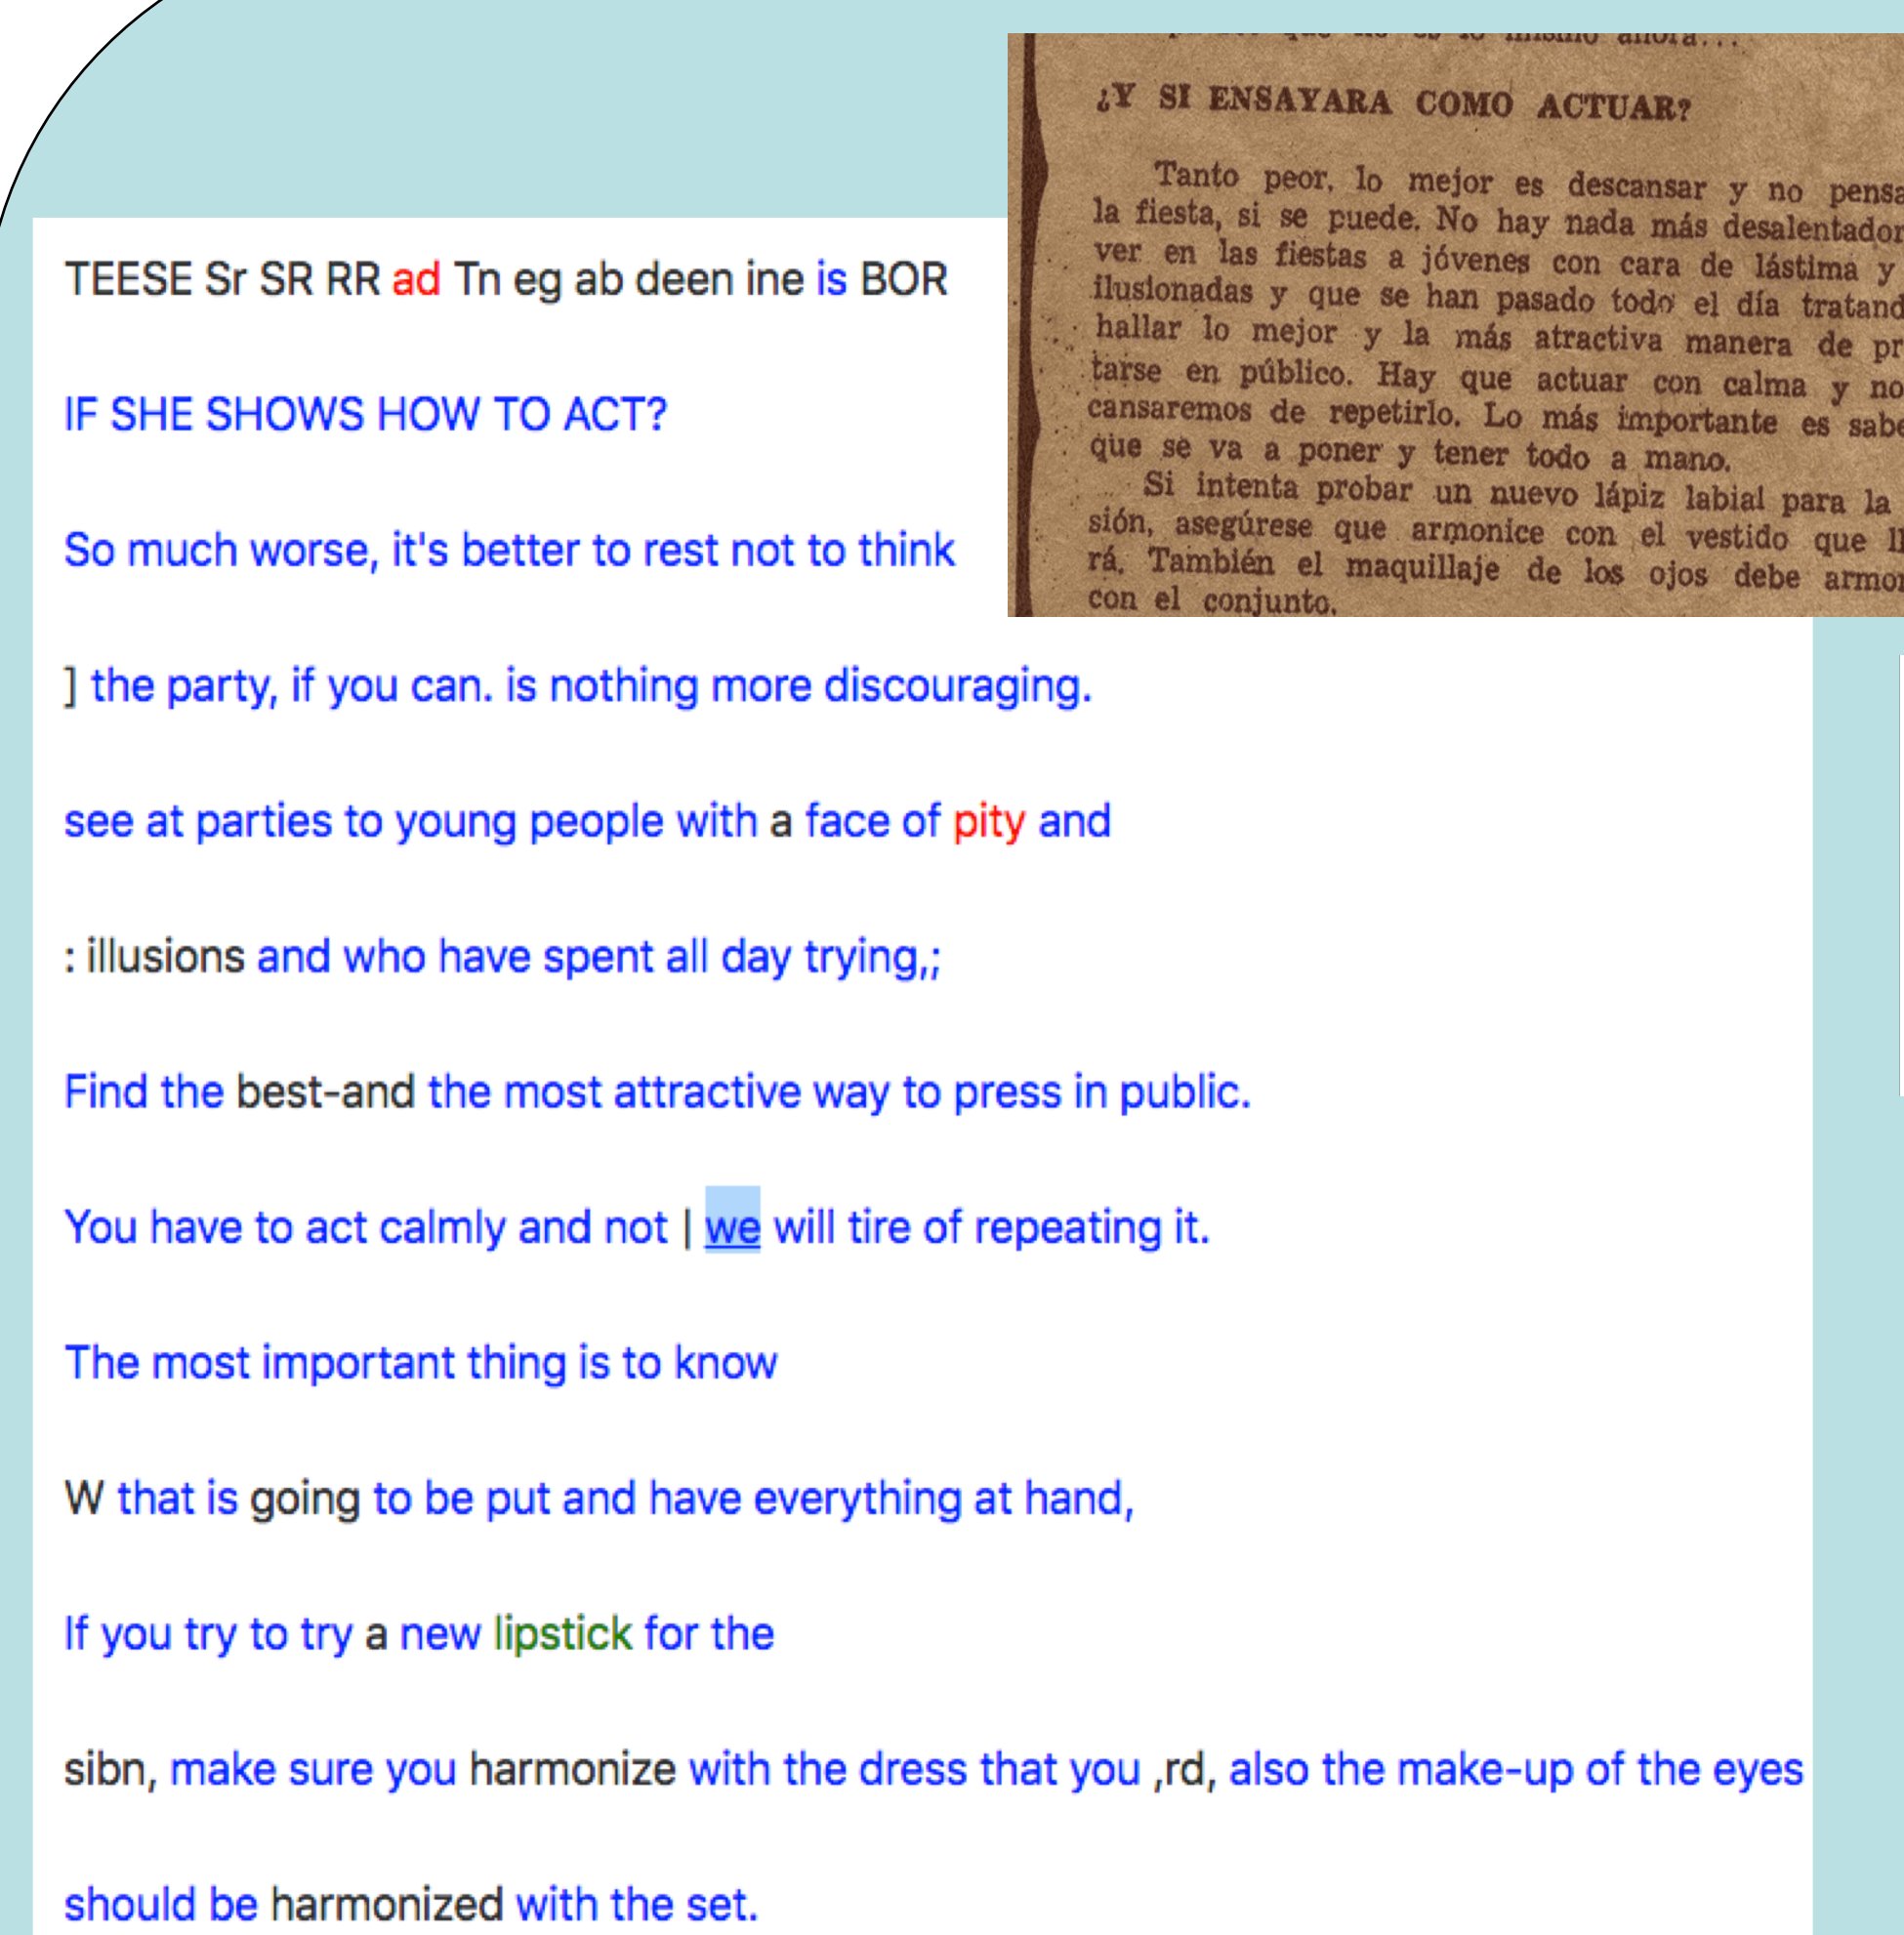 ¿Y SI ENSAYARA COMO ACTUAR?
Tanto peor, lo mejor es descansar y no pensa
la fiesta, si se puede. No hay nada más desalentador
ver en las fiestas a jóvenes con cara de lástima y
ilusionadas y que se han pasado todo el día tratand
hallar lo mejor y la más atractiva manera de pr
tarse en público. Hay que actuar con calma y no
cansaremos de repetirlo. Lo más importante es sabe
que se va a poner y tener todo a mano.
Si intenta probar un nuevo lápiz labial para la
sión, asegúrese que armonice con el vestido que ll
rá. También el maquillaje de los ojos debe armon
con el conjunto.
TEESE Sr SR RR ad Tn eg ab deen ine is BOR
IF SHE SHOWS HOW TO ACT?
So much worse, it's better to rest not to think
] the party, if you can. is nothing more discouraging.
see at parties to young people with a face of pity and
: illusions and who have spent all day trying,;
Find the best-and the most attractive way to press in public.
You have to act calmly and not | we will tire of repeating it.
The most important thing is to know
W that is going to be put and have everything at hand,
If you try to try a new lipstick for the
sibn, make sure you harmonize with the dress that you ,rd, also the make-up of the eyes
should be harmonized with the set.